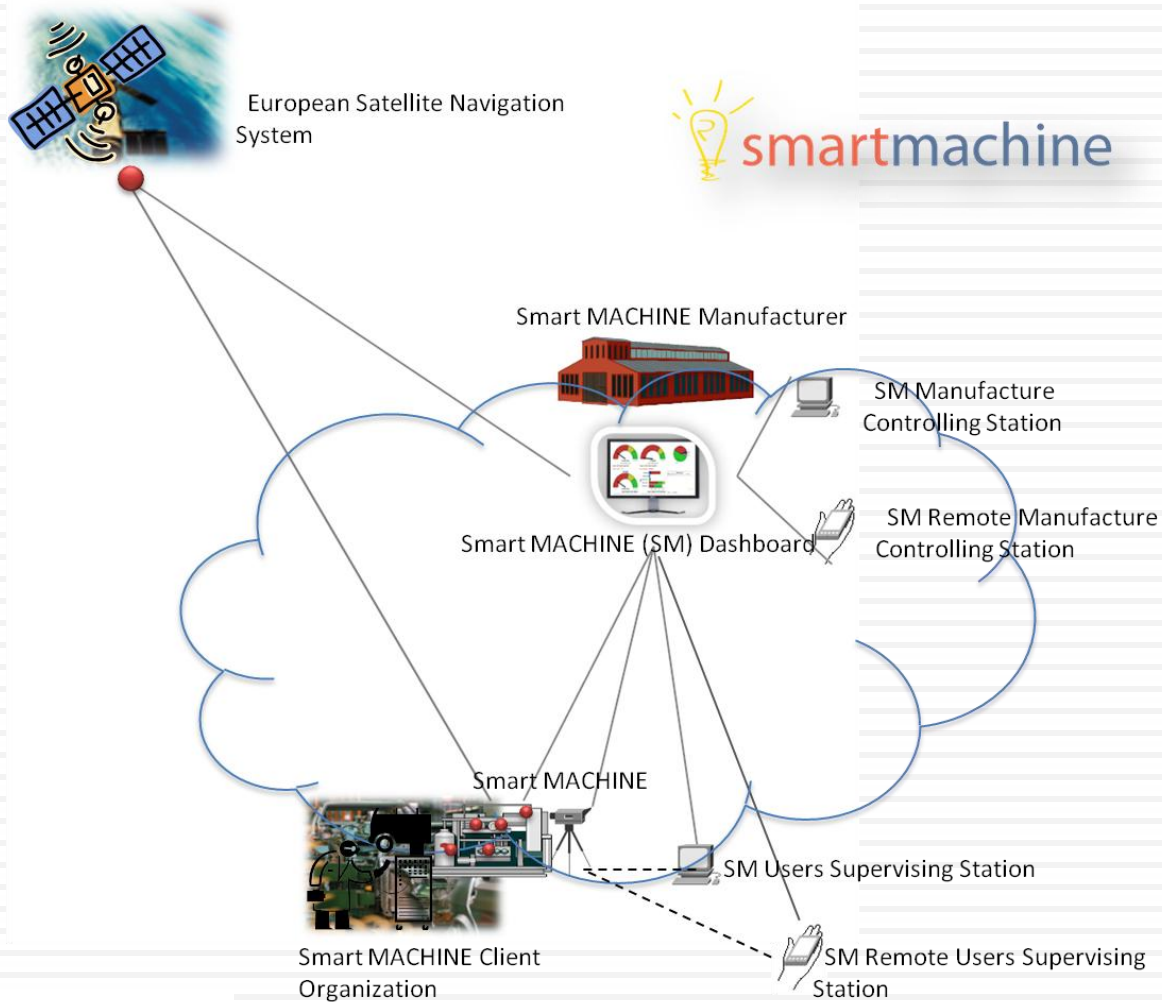 European Satellite Navigation
System
smartmachine
Smart MACHINE Manufacturer
SM Manufacture
Controlling Station
SM Remote Manufacture
Controlling Station
Smart MACHINE (SM) Dashboard
Smart MACHINE
SM Users Supervising Station
Smart MACHINE Client
Organization
SM Remote Users Supervising
Station